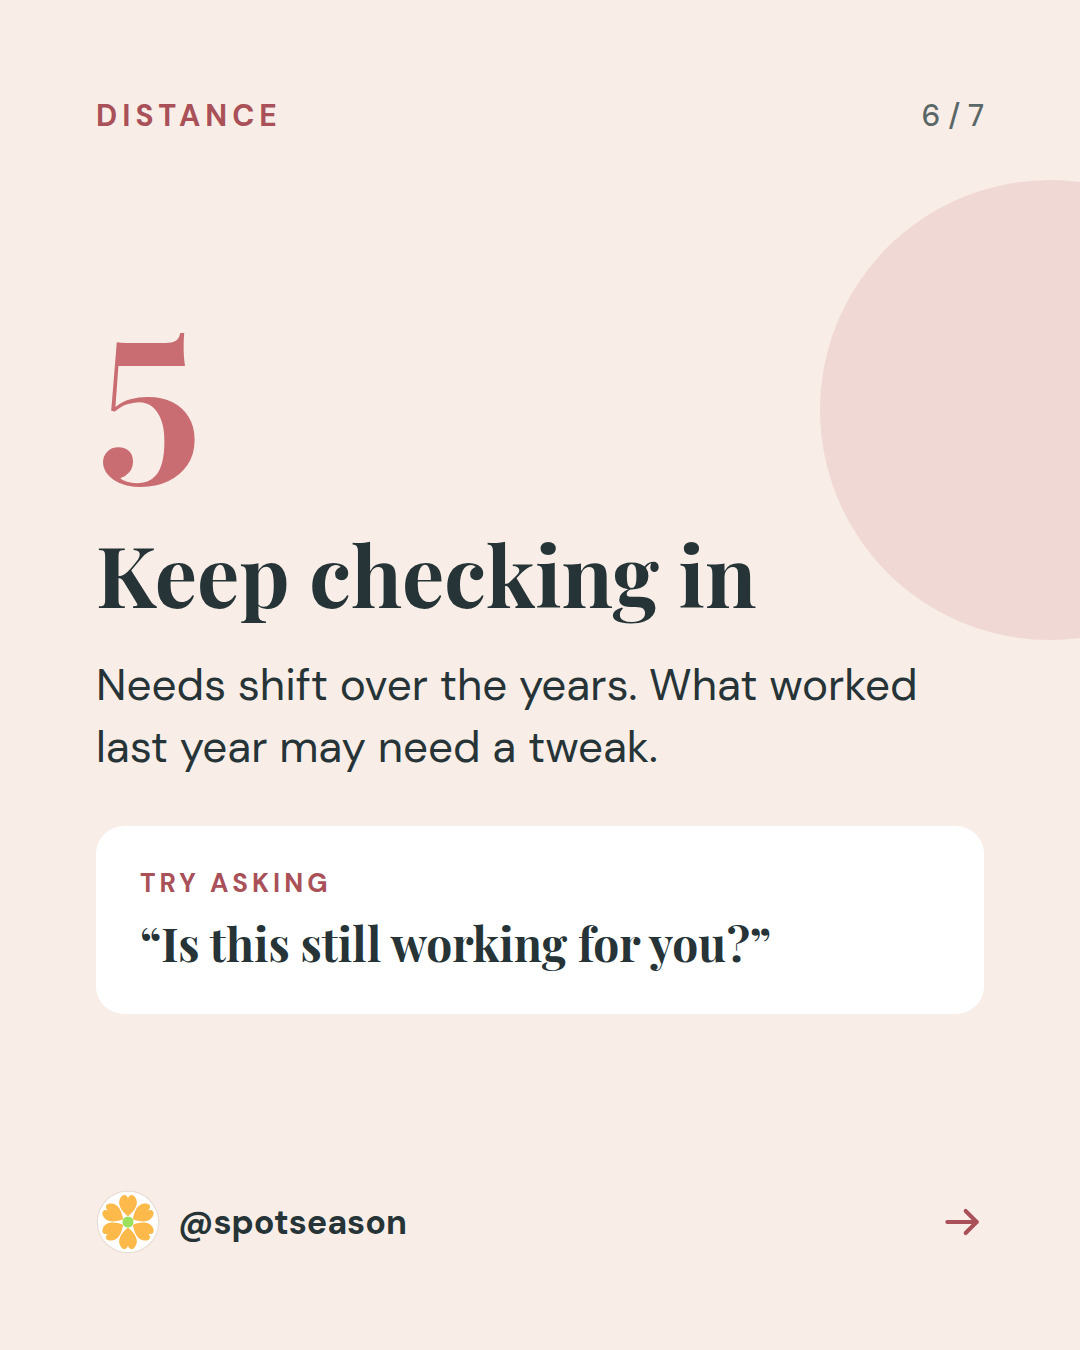 DISTANCE
6 / 7
5
Keep checking in
Needs shift over the years. What worked
last year may need a tweak.
TRY ASKING
“Is this still working for you?”
@spotseason